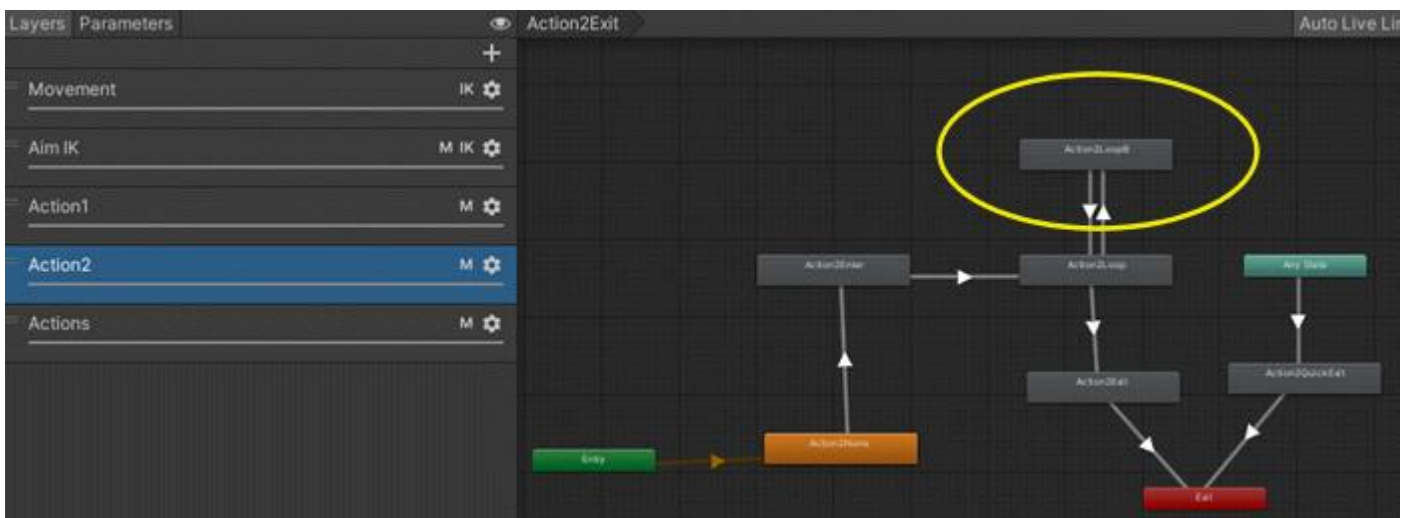 Layers Parameters
Action2Exit
Auto Live Lin
Movement IK
Aim IK M IK
Action1 M
Action2 M
Actions M
Action2LoopB
Action2Enter
Action2Loop
Any State
Action2Exit
Action2QuickExit
Action2None
Entry
Exit